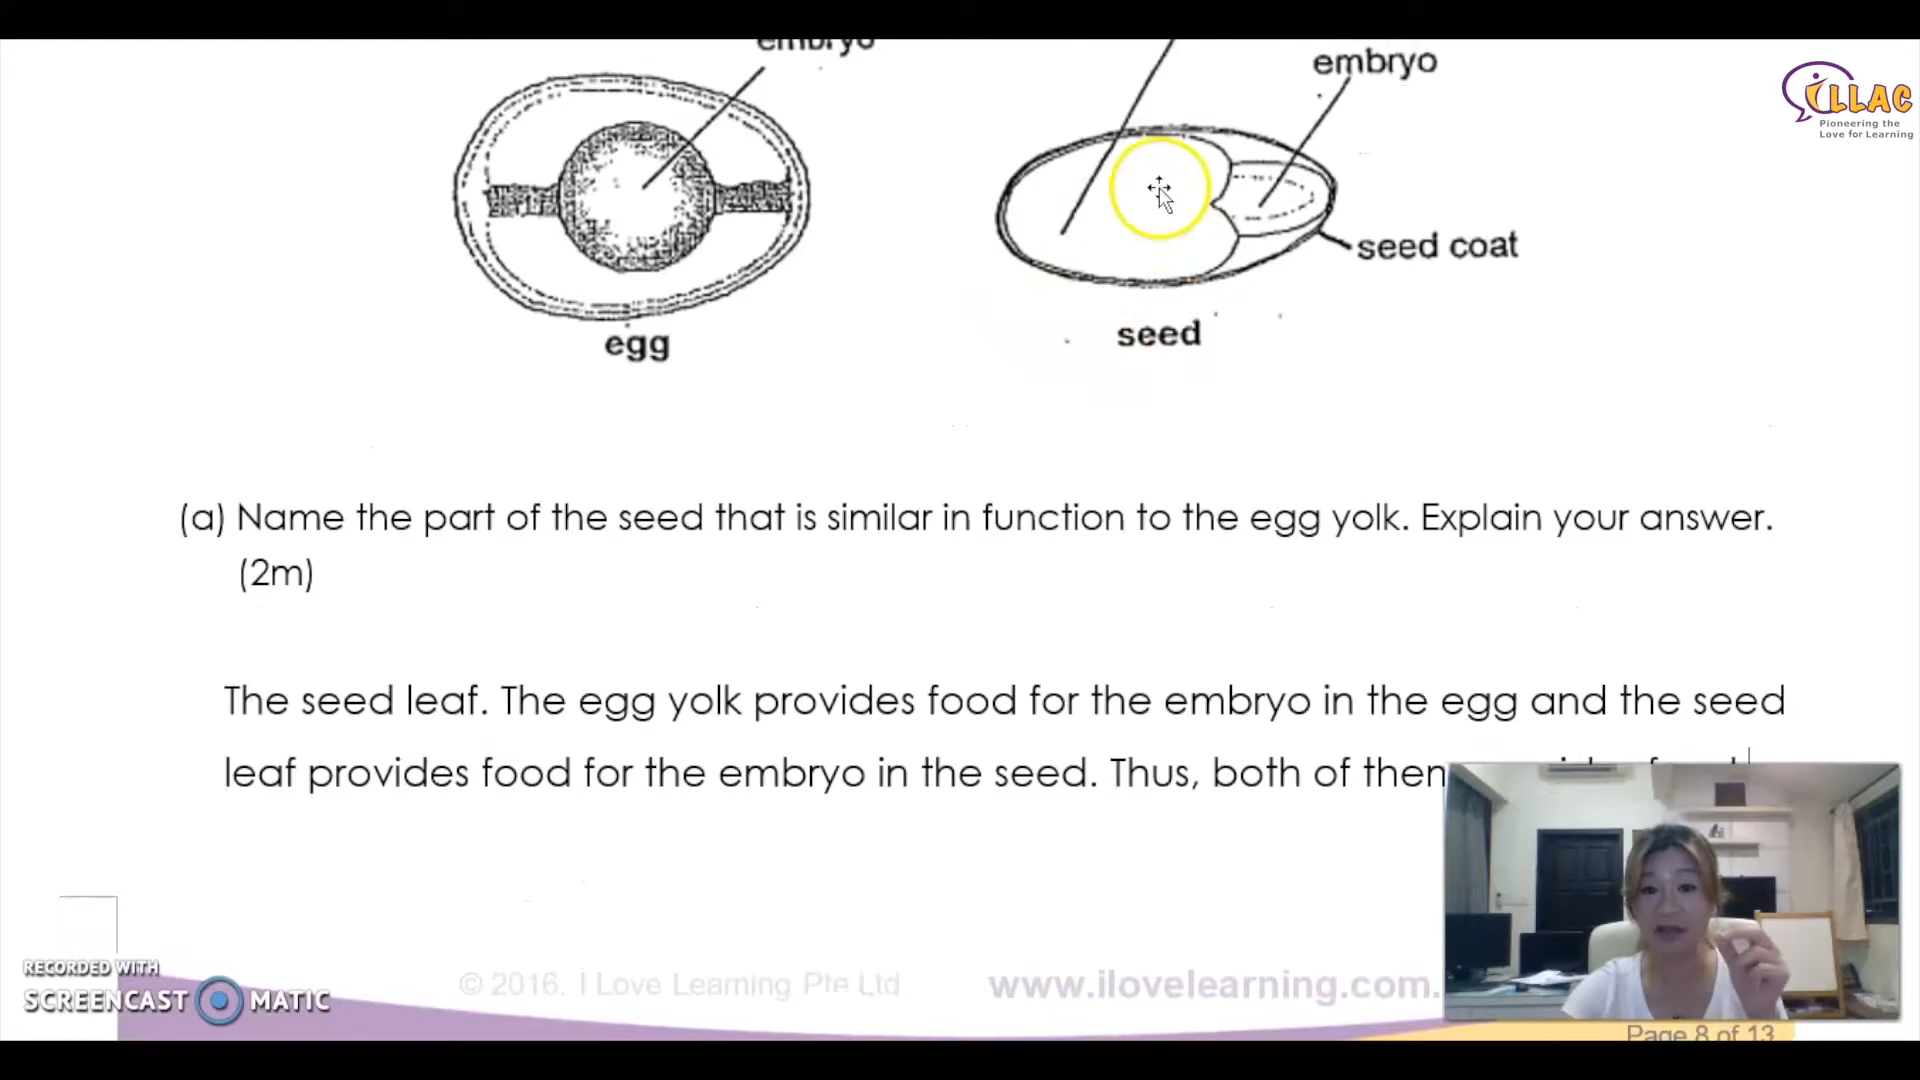 embryo
embryo
iLLAC
Pioneering the
Love for Learning
seed coat
egg
seed
(a) Name the part of the seed that is similar in function to the egg yolk. Explain your answer.
(2m)
The seed leaf. The egg yolk provides food for the embryo in the egg and the seed
leaf provides food for the embryo in the seed. Thus, both of them
RECORDED WITH
SCREENCAST MATIC
© 2016. I Love Learning Pte Ltd
www.ilovelearning.com.
Page 8 of 13